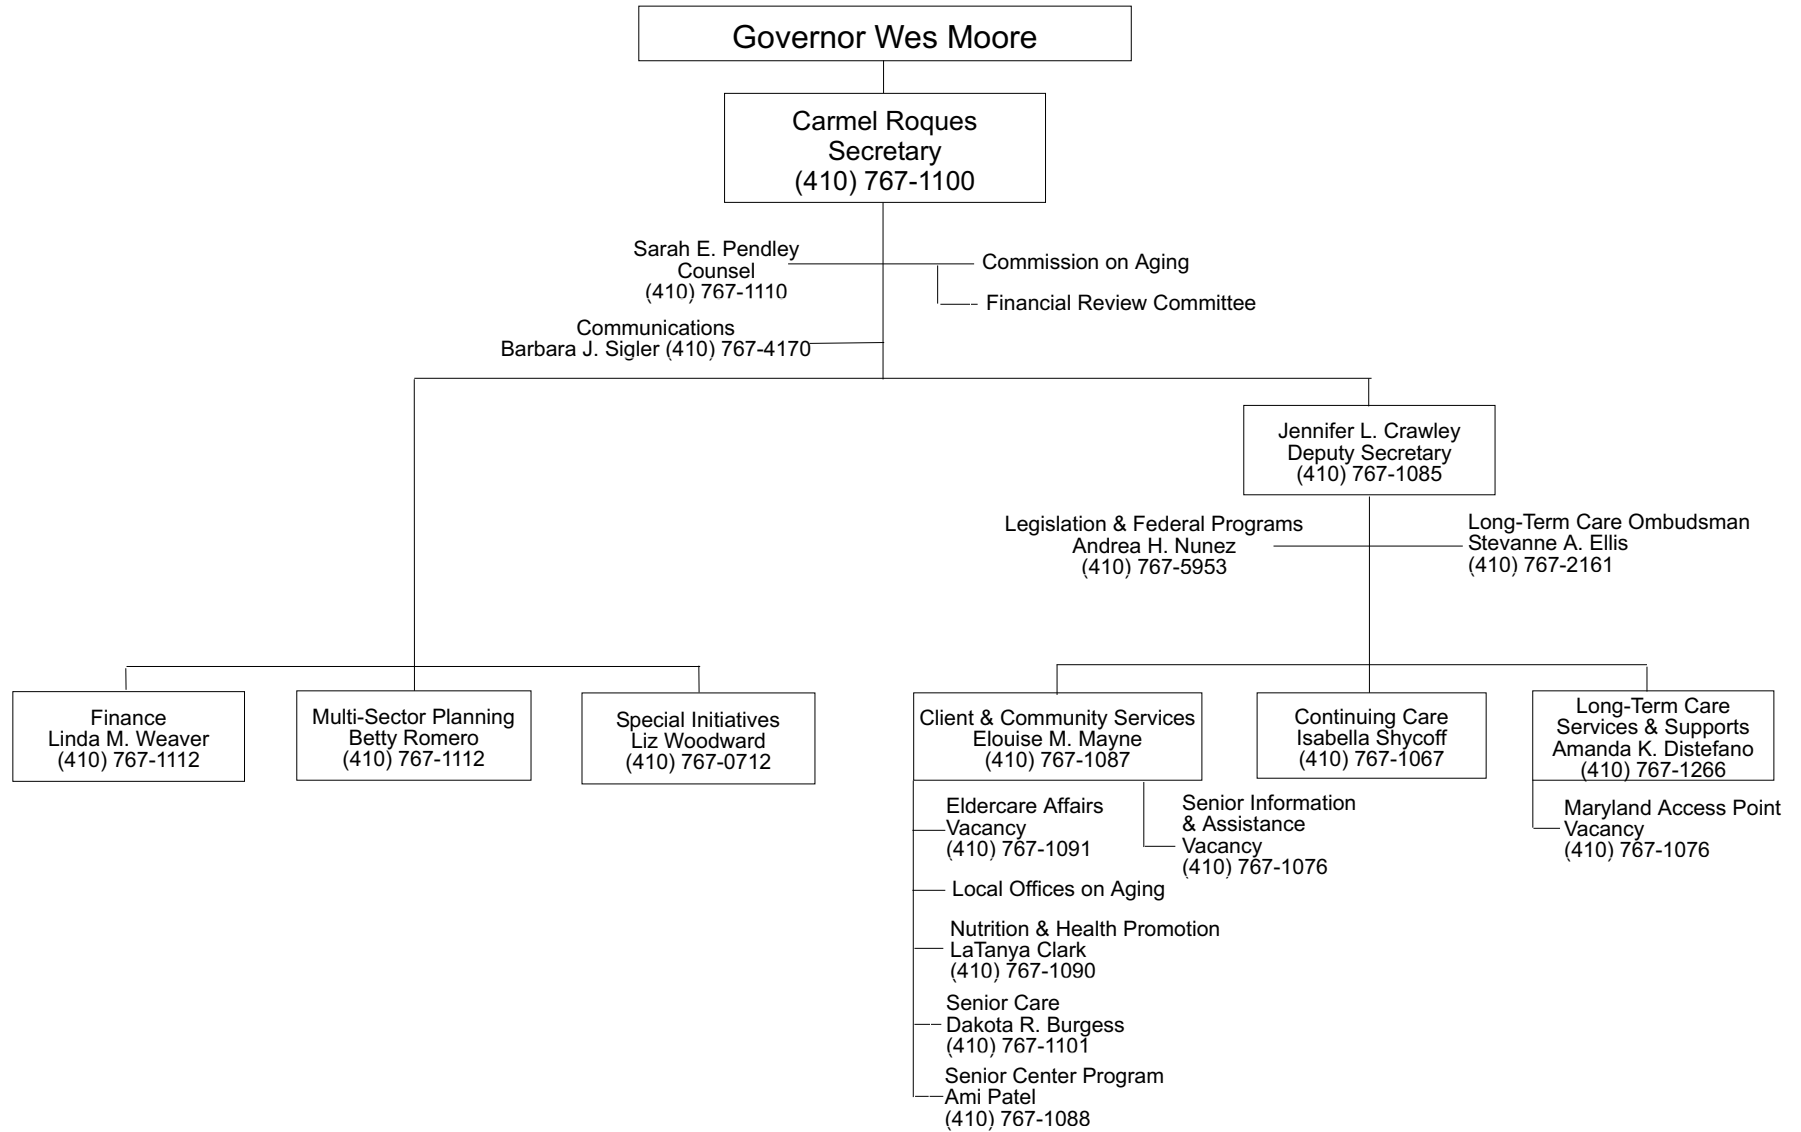 Governor Wes Moore
Carmel Roques
Secretary
(410) 767-1100
Sarah E. Pendley
Counsel
(410) 767-1110
Commission on Aging
Financial Review Committee
Communications
Barbara J. Sigler (410) 767-4170
Jennifer L. Crawley
Deputy Secretary
(410) 767-1085
Legislation & Federal Programs
Andrea H. Nunez
(410) 767-5953
Long-Term Care Ombudsman
Stevanne A. Ellis
(410) 767-2161
Finance
Linda M. Weaver
(410) 767-1112
Multi-Sector Planning
Betty Romero
(410) 767-1112
Special Initiatives
Liz Woodward
(410) 767-0712
Client & Community Services
Elouise M. Mayne
(410) 767-1087
Continuing Care
Isabella Shycoff
(410) 767-1067
Long-Term Care
Services & Supports
Amanda K. Distefano
(410) 767-1266
Eldercare Affairs
Vacancy
(410) 767-1091
Senior Information
& Assistance
Vacancy
(410) 767-1076
Maryland Access Point
Vacancy
(410) 767-1076
Local Offices on Aging
Nutrition & Health Promotion
LaTanya Clark
(410) 767-1090
Senior Care
Dakota R. Burgess
(410) 767-1101
Senior Center Program
Ami Patel
(410) 767-1088